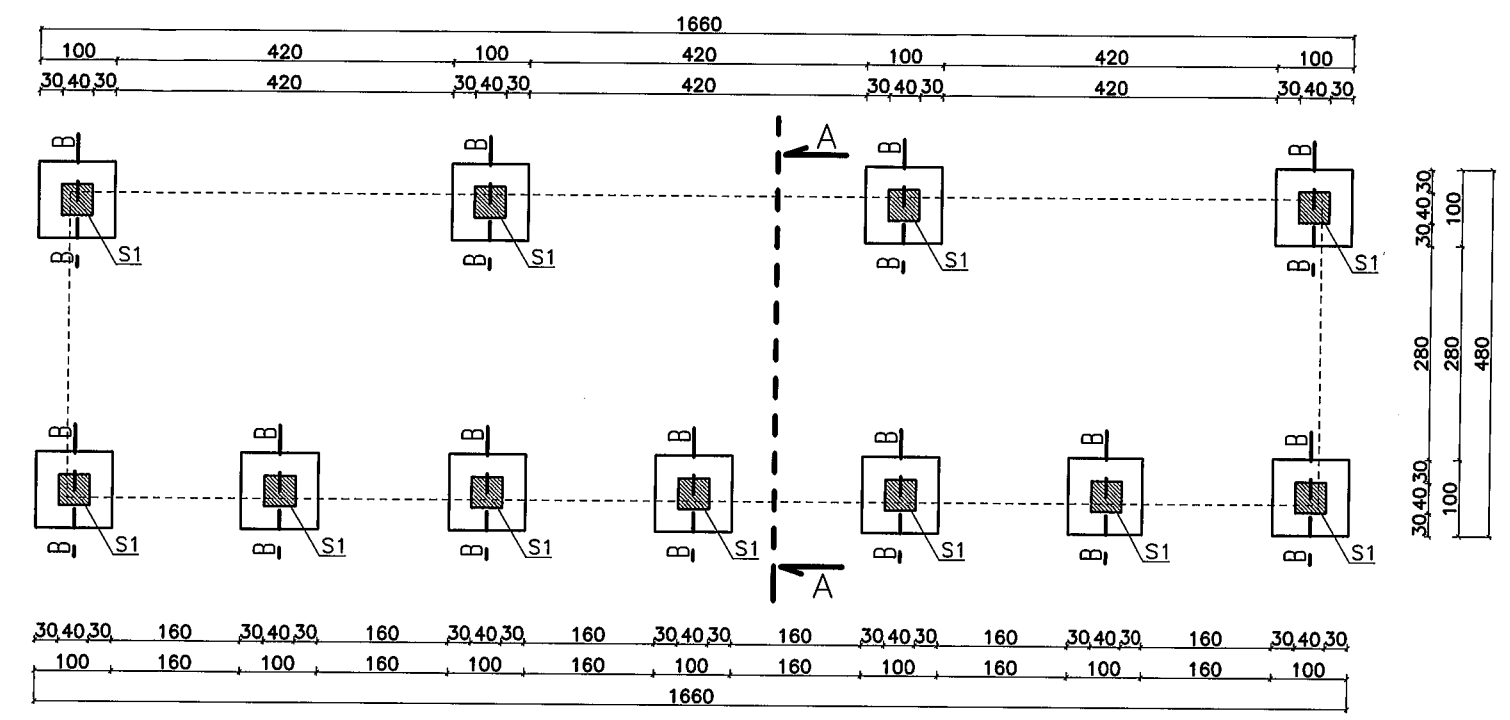 1660
100 420 100 420 100 420 100
30 40 30 420 30 40 30 420 30 40 30 420 30 40 30
B B A B B
S1 S1 S1 S1
B B B B
30 40 30 280 30 40 30
100 280 100
480
B B B B B B B
S1 S1 S1 S1 S1 S1 S1
B B B B B B B
A
30 40 30 160 30 40 30 160 30 40 30 160 30 40 30 160 30 40 30 160 30 40 30 160 30 40 30
100 160 100 160 100 160 100 160 100 160 100 160 100
1660